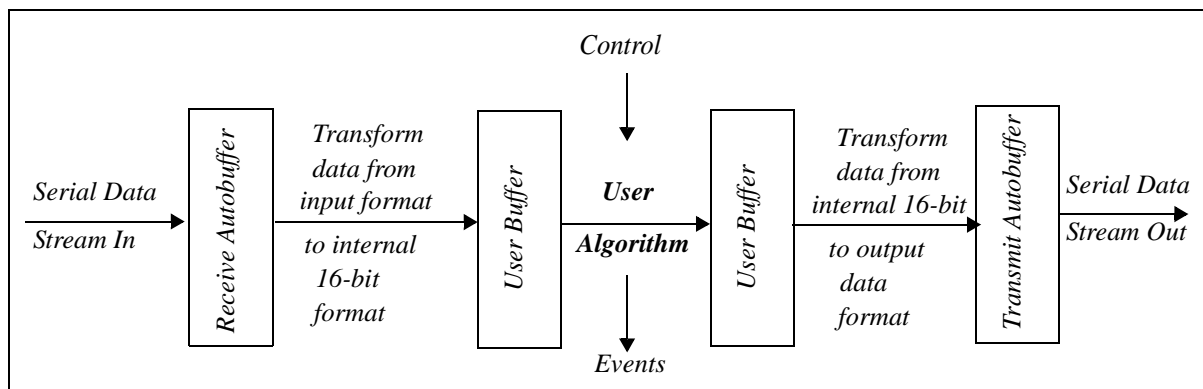 Control
Serial Data
Stream In
Receive Autobuffer
Transform
data from
input format
to internal
16-bit
format
User Buffer
User
Algorithm
Events
User Buffer
Transform
data from
internal 16-bit
to output
data
format
Transmit Autobuffer
Serial Data
Stream Out